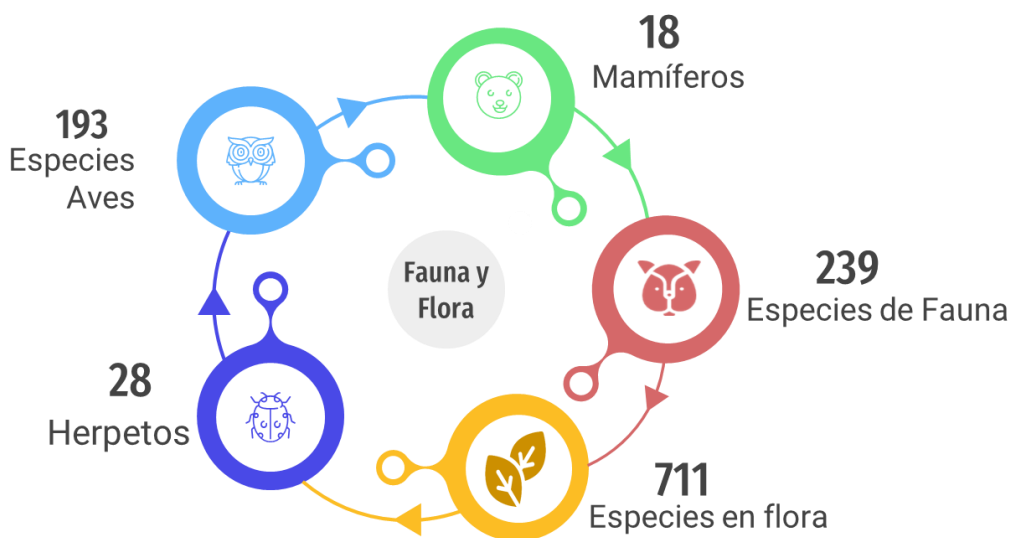 18
Mamíferos
193
Especies
Aves
239
Especies de Fauna
Fauna y
Flora
28
Herpetos
711
Especies en flora